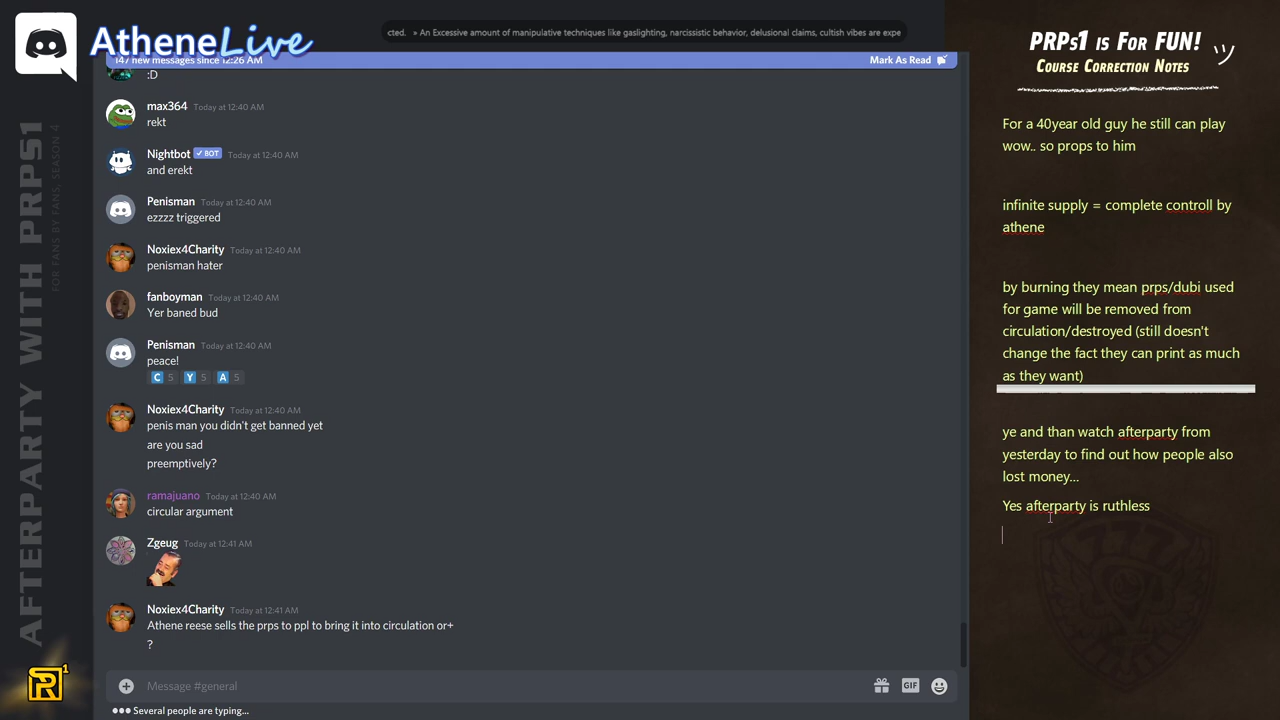 AtheneLive
cted. » An Excessive amount of manipulative techniques like gaslighting, narcissistic behavior, delusional claims, cultish vibes are expe
147 new messages since 12:26 AM
Mark As Read
:D
max364 Today at 12:40 AM
rekt
Nightbot ✓ BOT Today at 12:40 AM
and erekt
Penisman Today at 12:40 AM
ezzzz triggered
Noxiex4Charity Today at 12:40 AM
penisman hater
fanboyman Today at 12:40 AM
Yer baned bud
Penisman Today at 12:40 AM
peace!
C 5 Y 5 A 5
Noxiex4Charity Today at 12:40 AM
penis man you didn't get banned yet
are you sad
preemptively?
ramajuano Today at 12:40 AM
circular argument
Zgeug Today at 12:41 AM
Noxiex4Charity Today at 12:41 AM
Athene reese sells the prps to ppl to bring it into circulation or+
?
Message #general
GIF
Several people are typing...
AFTERPARTY WITH PRPS1
FOR FANS BY FANS, SEASON 4
R1
PRPs1 is For FUN!
Course Correction Notes
ツ
For a 40year old guy he still can play
wow.. so props to him
infinite supply = complete controll by
athene
by burning they mean prps/dubi used
for game will be removed from
circulation/destroyed (still doesn't
change the fact they can print as much
as they want)
ye and than watch afterparty from
yesterday to find out how people also
lost money...
Yes afterparty is ruthless
777